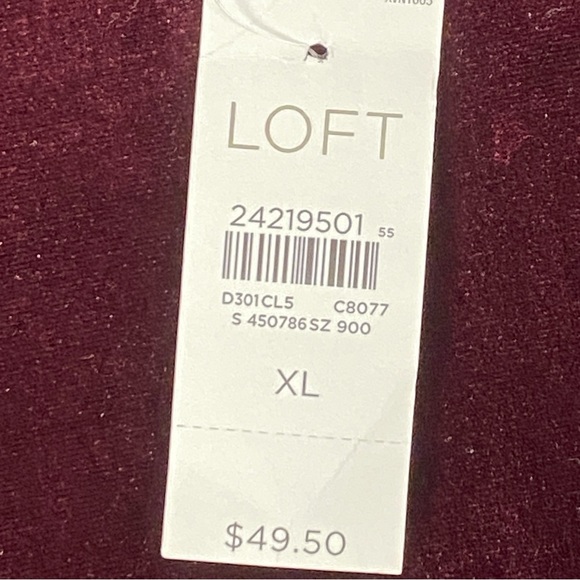 LOFT
24219501 55
D301CL5 C8077
S 450786 SZ 900
XL
$49.50